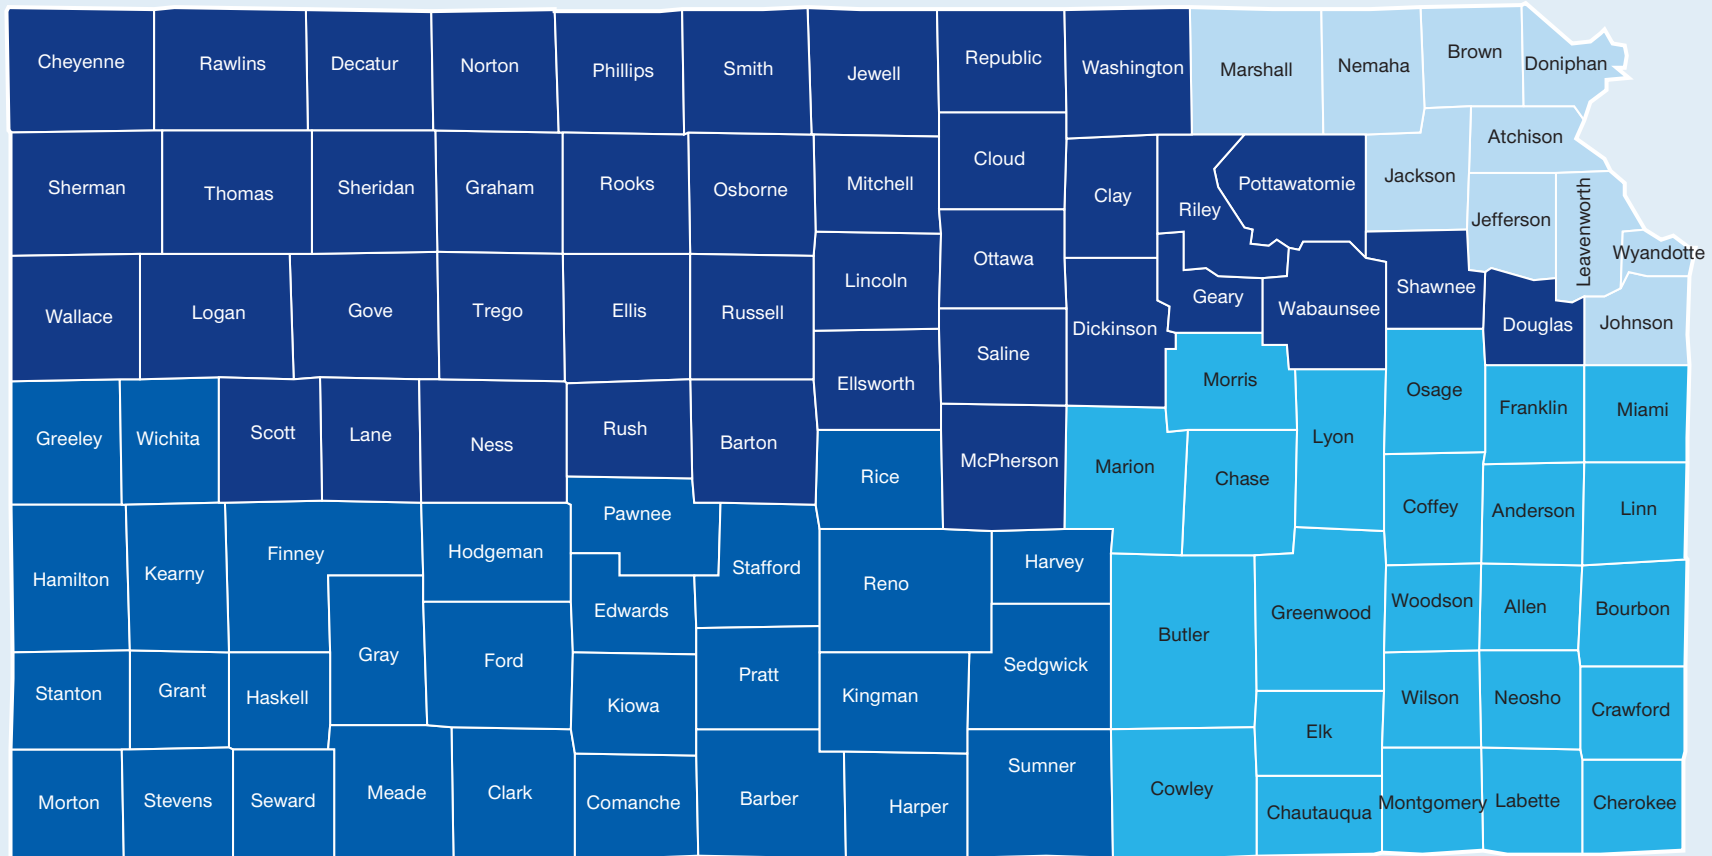 Cheyenne
Rawlins
Decatur
Norton
Phillips
Smith
Jewell
Republic
Washington
Marshall
Nemaha
Brown
Doniphan
Sherman
Thomas
Sheridan
Graham
Rooks
Osborne
Mitchell
Cloud
Clay
Riley
Pottawatomie
Jackson
Atchison
Jefferson
Leavenworth
Wyandotte
Wallace
Logan
Gove
Trego
Ellis
Russell
Lincoln
Ottawa
Saline
Dickinson
Geary
Wabaunsee
Shawnee
Douglas
Johnson
Ellsworth
Greeley
Wichita
Scott
Lane
Ness
Rush
Barton
Rice
McPherson
Marion
Morris
Chase
Lyon
Osage
Franklin
Miami
Hamilton
Kearny
Finney
Hodgeman
Pawnee
Stafford
Edwards
Reno
Harvey
Coffey
Anderson
Linn
Gray
Ford
Kiowa
Pratt
Kingman
Sedgwick
Butler
Greenwood
Woodson
Allen
Bourbon
Stanton
Grant
Haskell
Elk
Wilson
Neosho
Crawford
Morton
Stevens
Seward
Meade
Clark
Comanche
Barber
Harper
Sumner
Cowley
Chautauqua
Montgomery
Labette
Cherokee